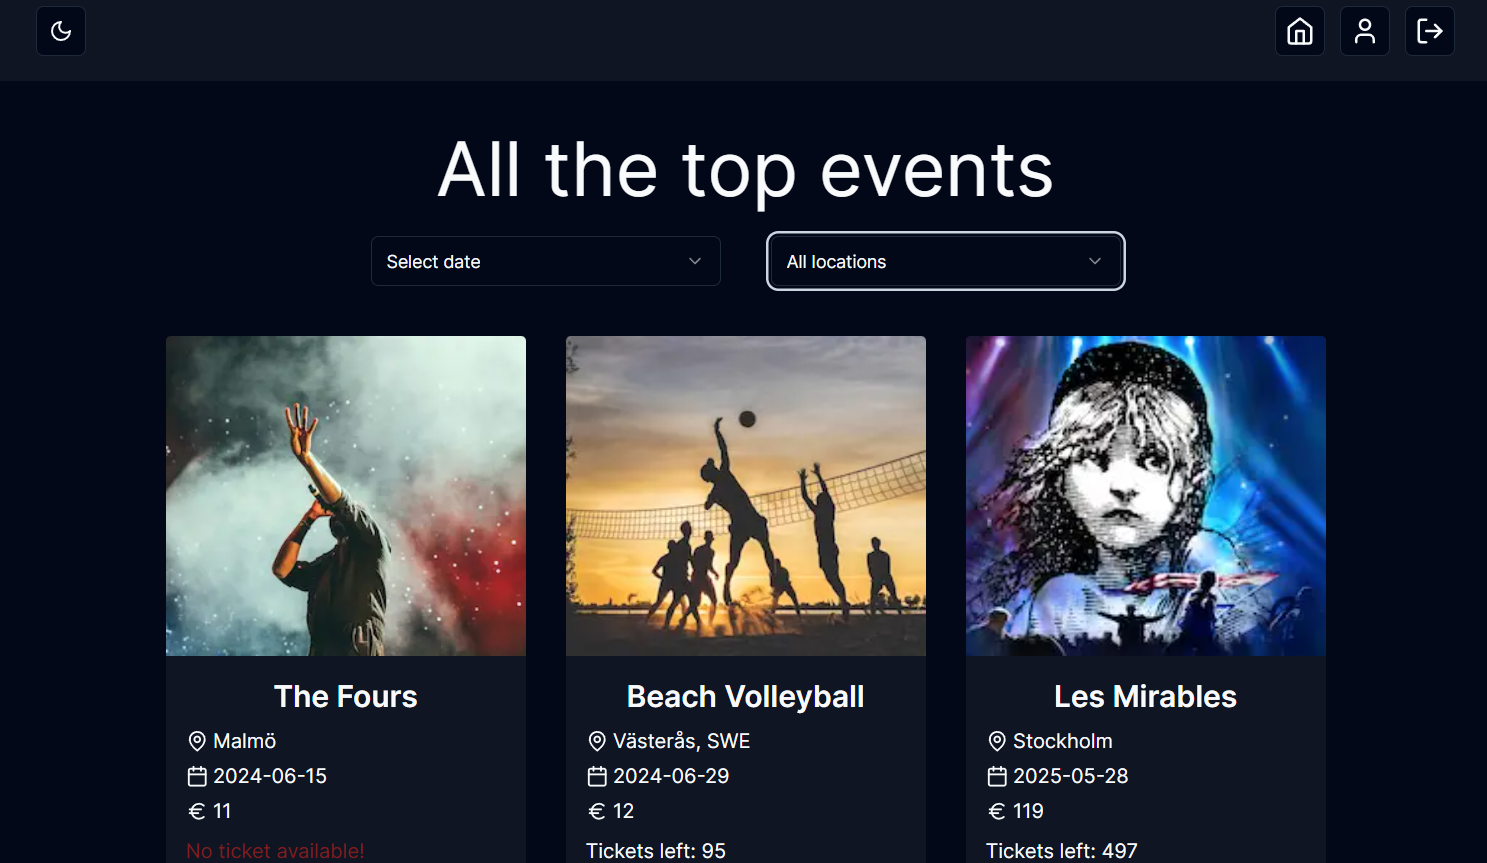 All the top events
Select date
All locations
The Fours
Malmö
2024-06-15
€ 11
No ticket available!
Beach Volleyball
Västerås, SWE
2024-06-29
€ 12
Tickets left: 95
Les Mirables
Stockholm
2025-05-28
€ 119
Tickets left: 497